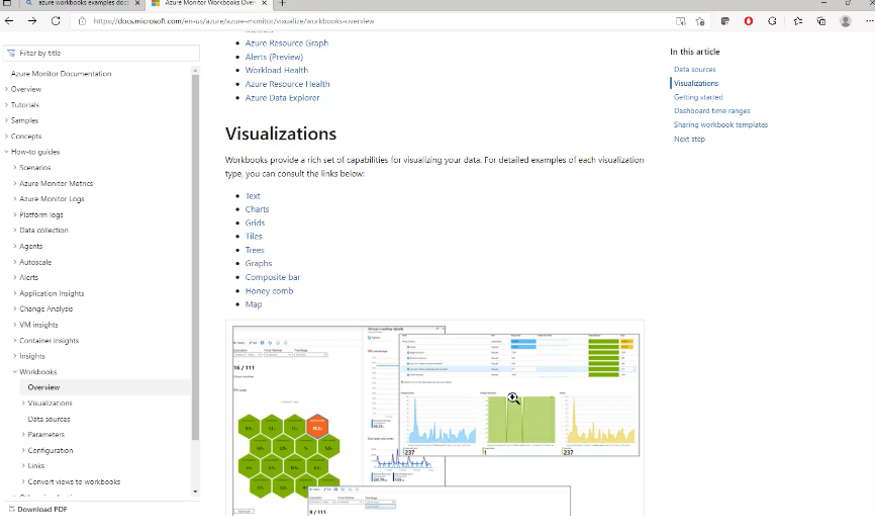 azure workbooks examples docs
Azure Monitor Workbooks Over
https://docs.microsoft.com/en-us/azure/azure-monitor/visualize/workbooks-overview
Filter by title
Azure Monitor Documentation
Overview
Tutorials
Samples
Concepts
How-to guides
Scenarios
Azure Monitor Metrics
Azure Monitor Logs
Platform logs
Data collection
Agents
Autoscale
Alerts
Application Insights
Change Analysis
VM insights
Container insights
Insights
Workbooks
Overview
Visualizations
Data sources
Parameters
Configuration
Links
Convert views to workbooks
Download PDF
Azure Resource Graph
Alerts (Preview)
Workload Health
Azure Resource Health
Azure Data Explorer
Visualizations
Workbooks provide a rich set of capabilities for visualizing your data. For detailed examples of each visualization
type, you can consult the links below:
Text
Charts
Grids
Tiles
Trees
Graphs
Composite bar
Honey comb
Map
16 / 111
237
1
237
9 / 111
In this article
Data sources
Visualizations
Getting started
Dashboard time ranges
Sharing workbook templates
Next step